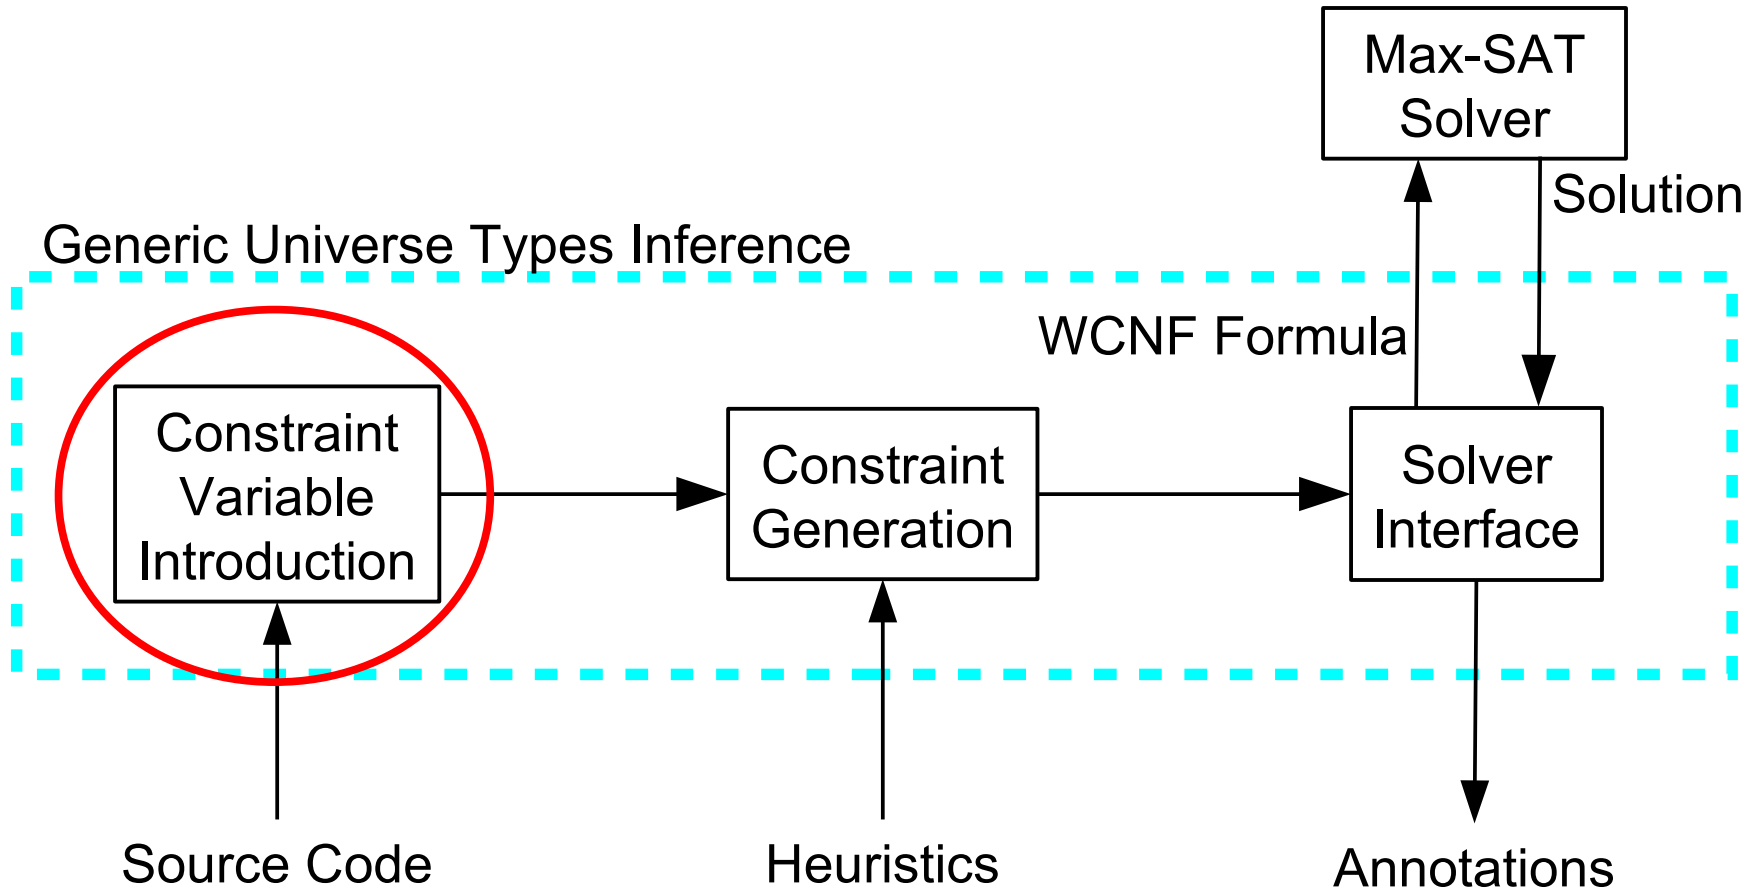 Max-SAT
Solver
Solution
Generic Universe Types Inference
WCNF Formula
Constraint
Variable
Introduction
Constraint
Generation
Solver
Interface
Source Code
Heuristics
Annotations